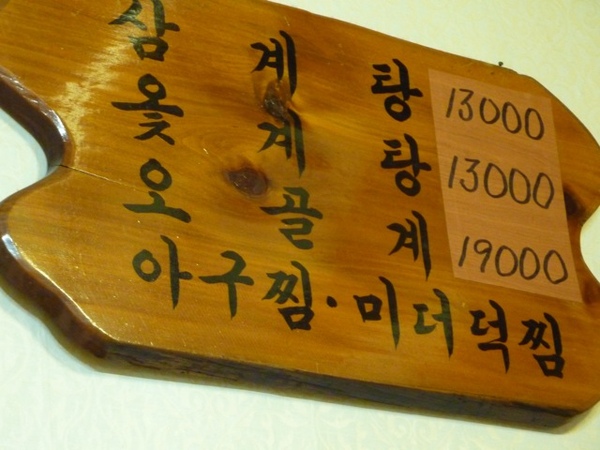 삼 계 탕 13000
옻 계 탕 13000
오 골 계 19000
아구찜·미더덕찜